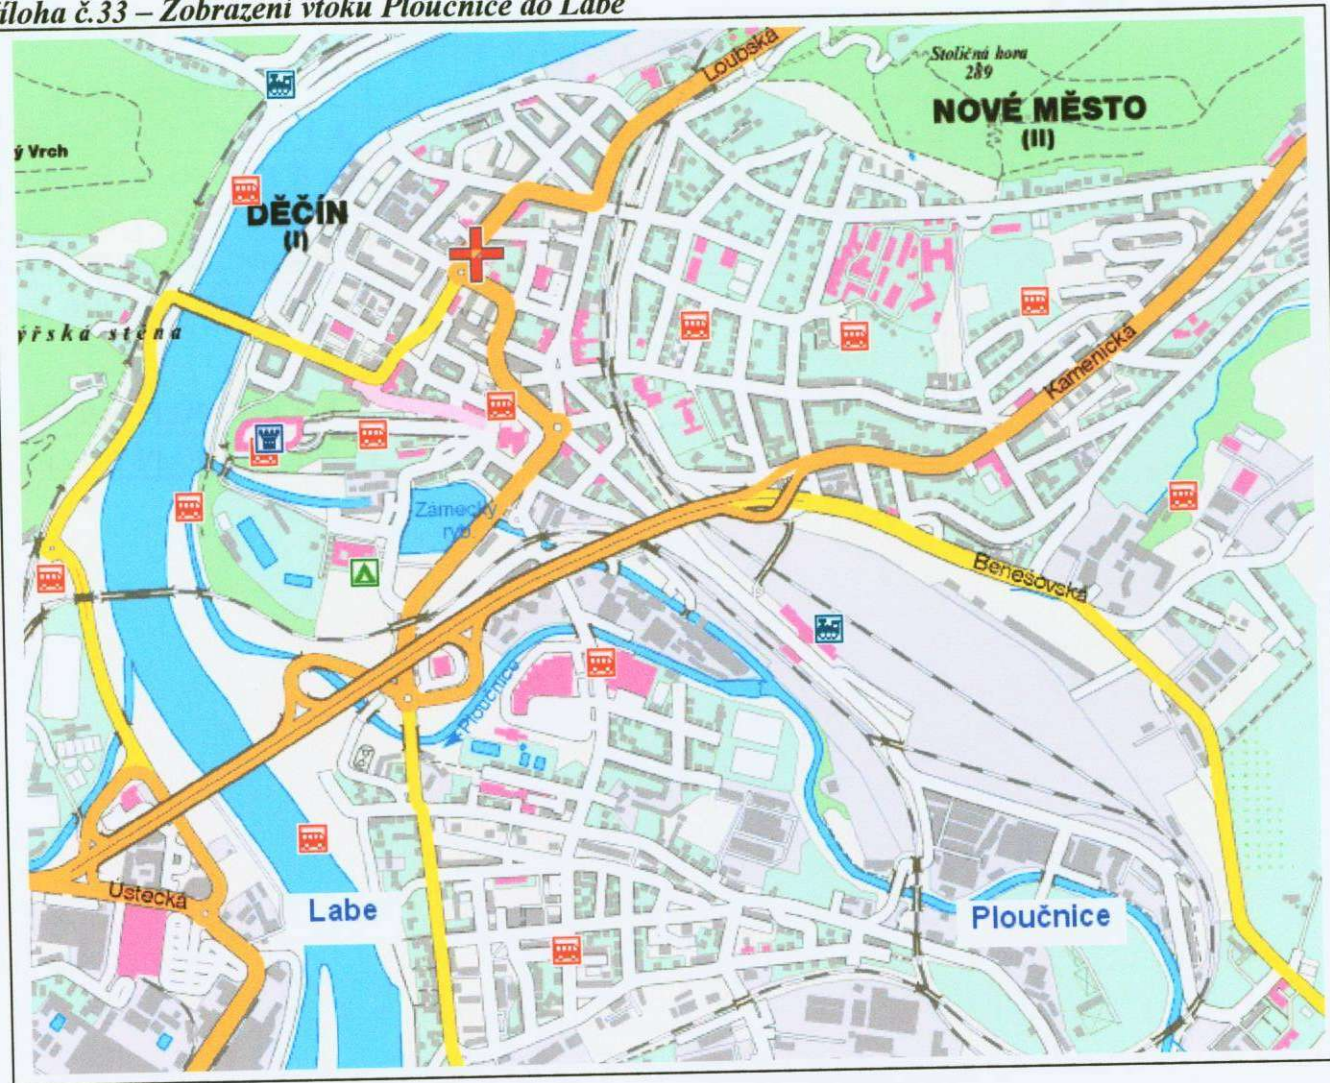 íloha č.33 – Zobrazení vtoku Ploučnice do Labe
Loubská
Stoličná hora
289
NOVÉ MĚSTO
(II)
ý Vrch
DĚČÍN
(I)
ýřská stěna
Kamenická
Zámecký
ryb.
Benešovská
Ploučnice
Ústecká
Labe
Ploučnice